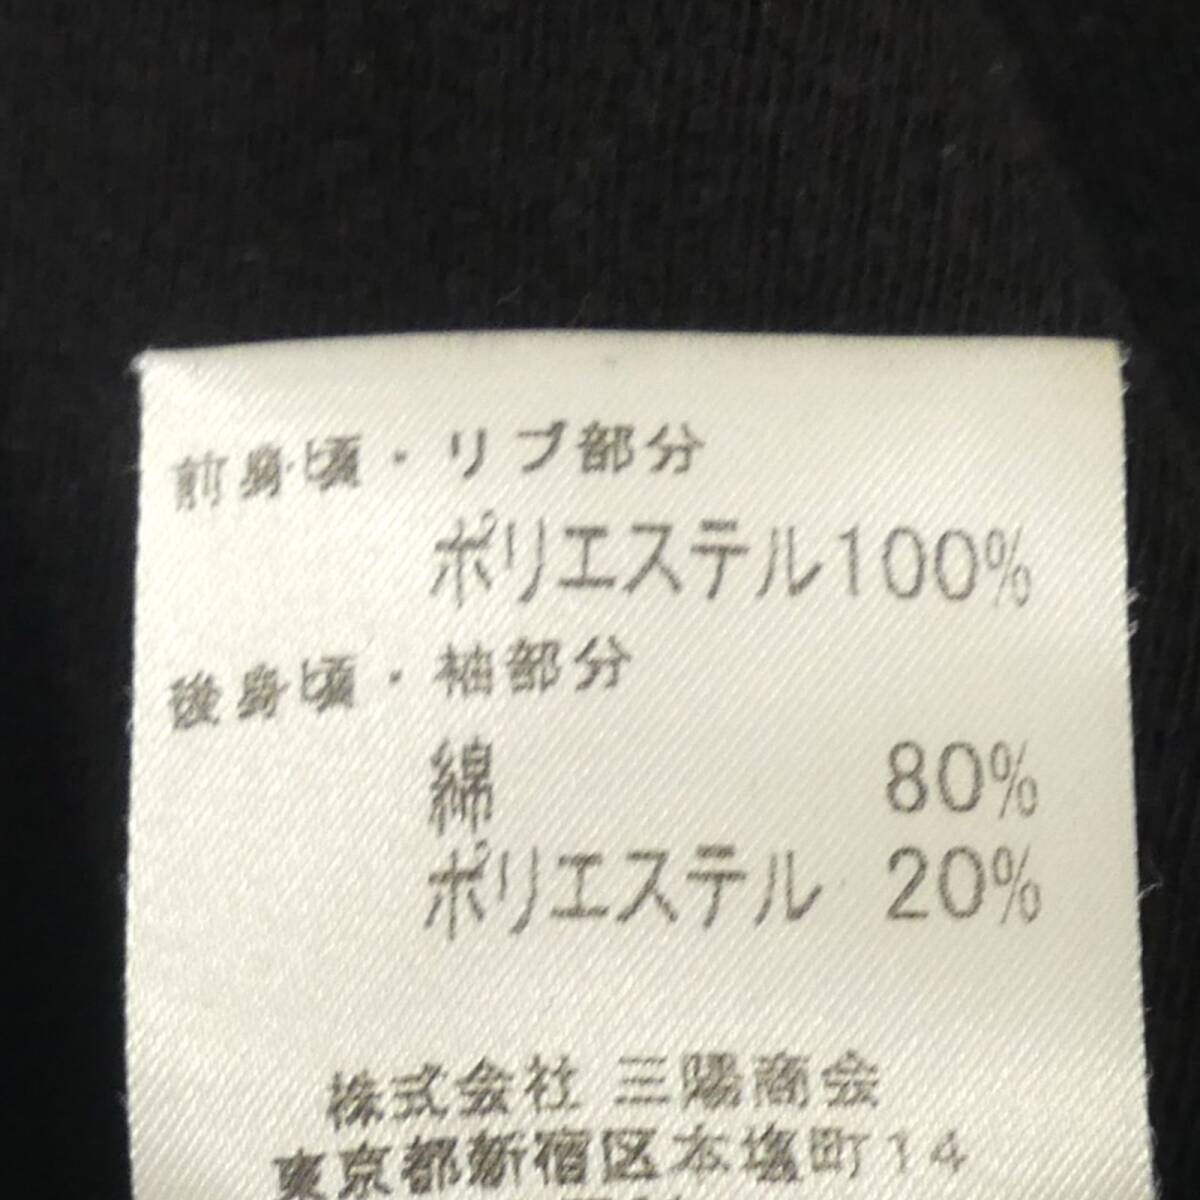 前身頃・リブ部分
ポリエステル100%
後身頃・袖部分
綿 80%
ポリエステル 20%
株式会社 三陽商会
東京都新宿区本塩町14